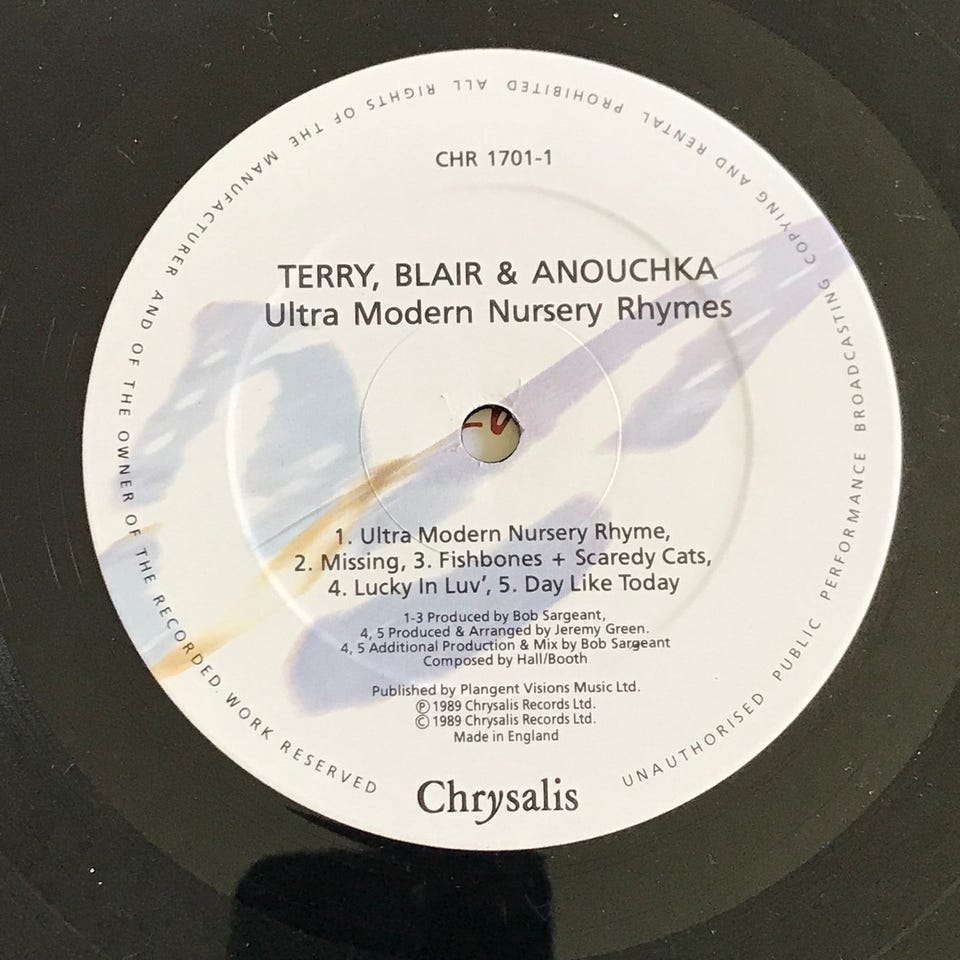 CHR 1701-1
TERRY, BLAIR & ANOUCHKA
Ultra Modern Nursery Rhymes
1. Ultra Modern Nursery Rhyme,
2. Missing, 3. Fishbones + Scaredy Cats,
4. Lucky In Luv', 5. Day Like Today
1-3 Produced by Bob Sargeant,
4, 5 Produced & Arranged by Jeremy Green.
4, 5 Additional Production & Mix by Bob Sargeant
Composed by Hall/Booth
Published by Plangent Visions Music Ltd.
Ⓟ 1989 Chrysalis Records Ltd.
© 1989 Chrysalis Records Ltd.
Made in England
Chrysalis
UNAUTHORISED PUBLIC PERFORMANCE BROADCASTING COPYING AND RENTAL PROHIBITED ALL RIGHTS OF THE MANUFACTURER AND OF THE OWNER OF THE RECORDED. WORK RESERVED